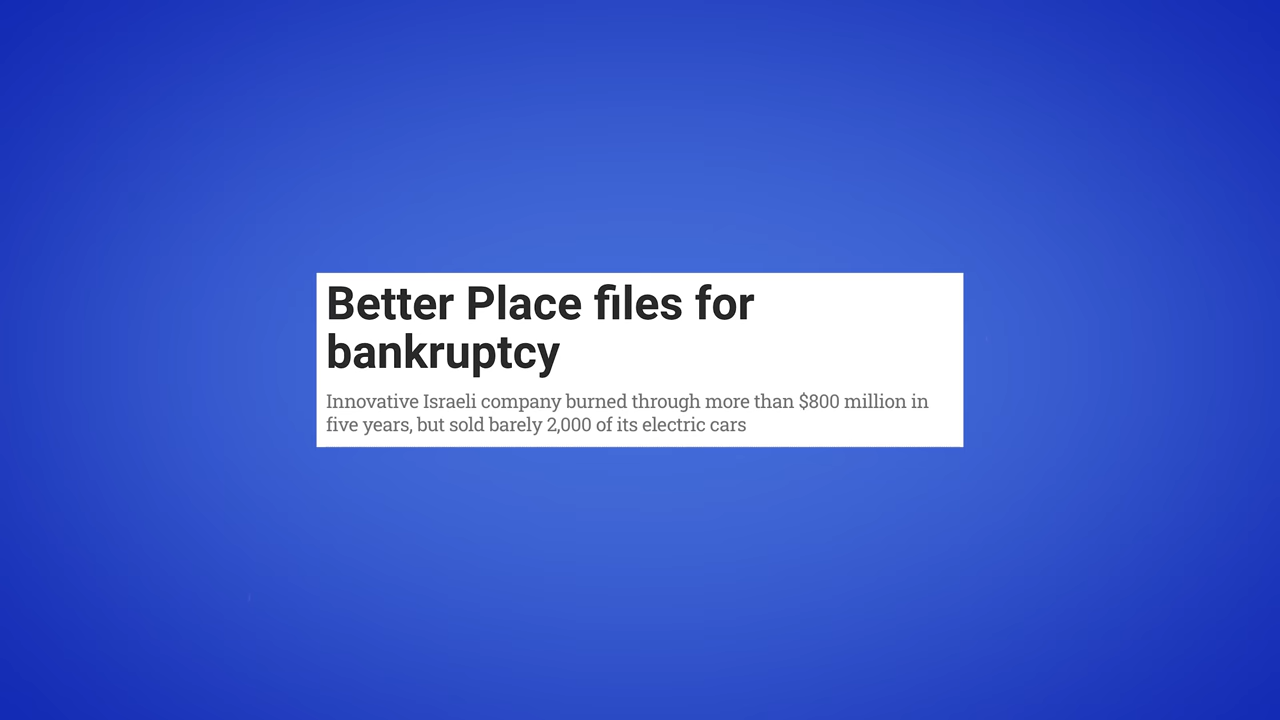 Better Place files for
bankruptcy
Innovative Israeli company burned through more than $800 million in
five years, but sold barely 2,000 of its electric cars